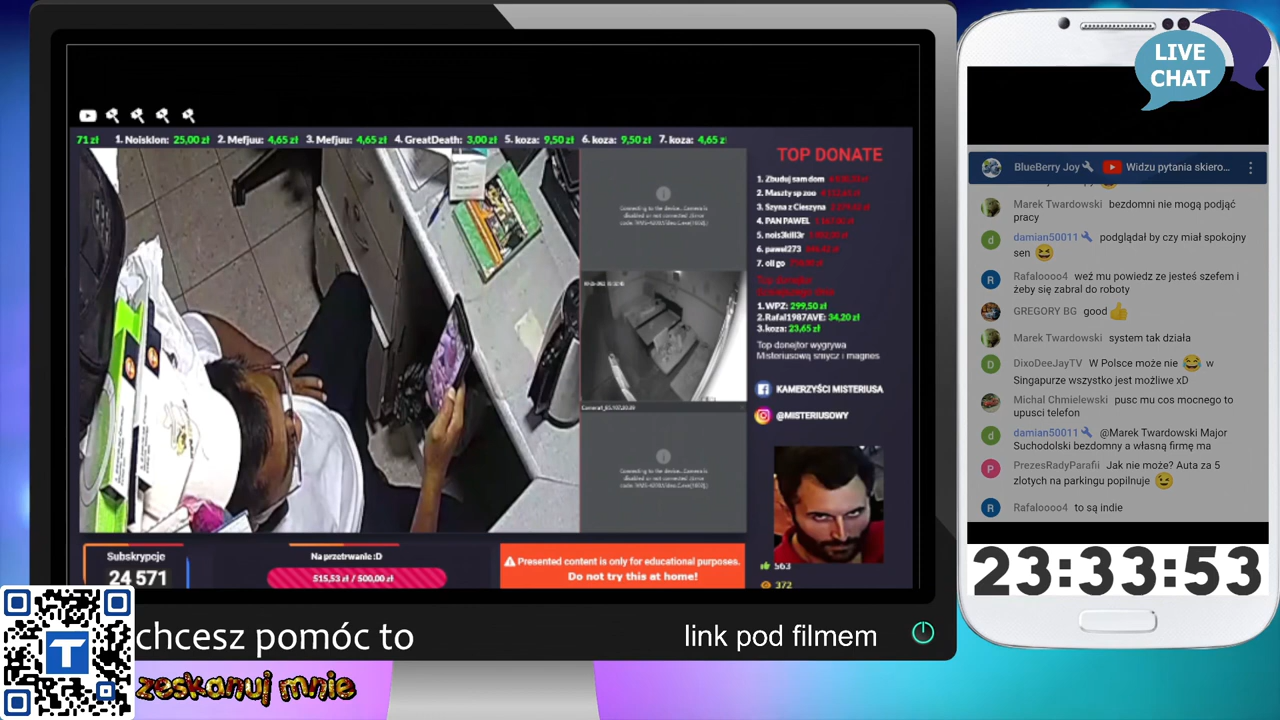 71 zł 1. Noisklon: 25,00 zł 2. Mefjuu: 4,65 zł 3. Mefjuu: 4,65 zł 4. GreatDeath: 3,00 zł 5. koza: 9,50 zł 6. koza: 9,50 zł 7. koza: 4,65 z
TOP DONATE
1. Zbuduj sam dom
2. Maszty sp zoo
3. Szyna z Cieszyna
4. PAN PAWEL
5. nois3kill3r
6. pawel273
7. oli go
1.WPZ: 299,50 zł
2.Rafal1987AVE: 34,20 zł
3.koza: 23,65 zł
Top donejtor wygrywa
Misteriusową smycz i magnes
KAMERZYŚCI MISTERIUSA
@MISTERIUSOWY
563
372
Subskrypcje
24 571
Na przetrwanie :D
515,53 zł / 500,00 zł
Presented content is only for educational purposes.
Do not try this at home!
chcesz pomóc to
link pod filmem
T
zeskanuj mnie
LIVE
CHAT
BlueBerry Joy Widzu pytania skiero...
Marek Twardowski bezdomni nie mogą podjąć
pracy
damian50011 podglądał by czy miał spokojny
sen
Rafaloooo4 weź mu powiedz ze jesteś szefem i
żeby się zabrał do roboty
GREGORY BG good
Marek Twardowski system tak działa
DixoDeeJayTV W Polsce może nie w
Singapurze wszystko jest możliwe xD
Michal Chmielewski pusc mu cos mocnego to
upusci telefon
damian50011 @Marek Twardowski Major
Suchodolski bezdomny a własną firmę ma
PrezesRadyParafii Jak nie może? Auta za 5
zlotych na parkingu popilnuje
Rafaloooo4 to są indie
23:33:53